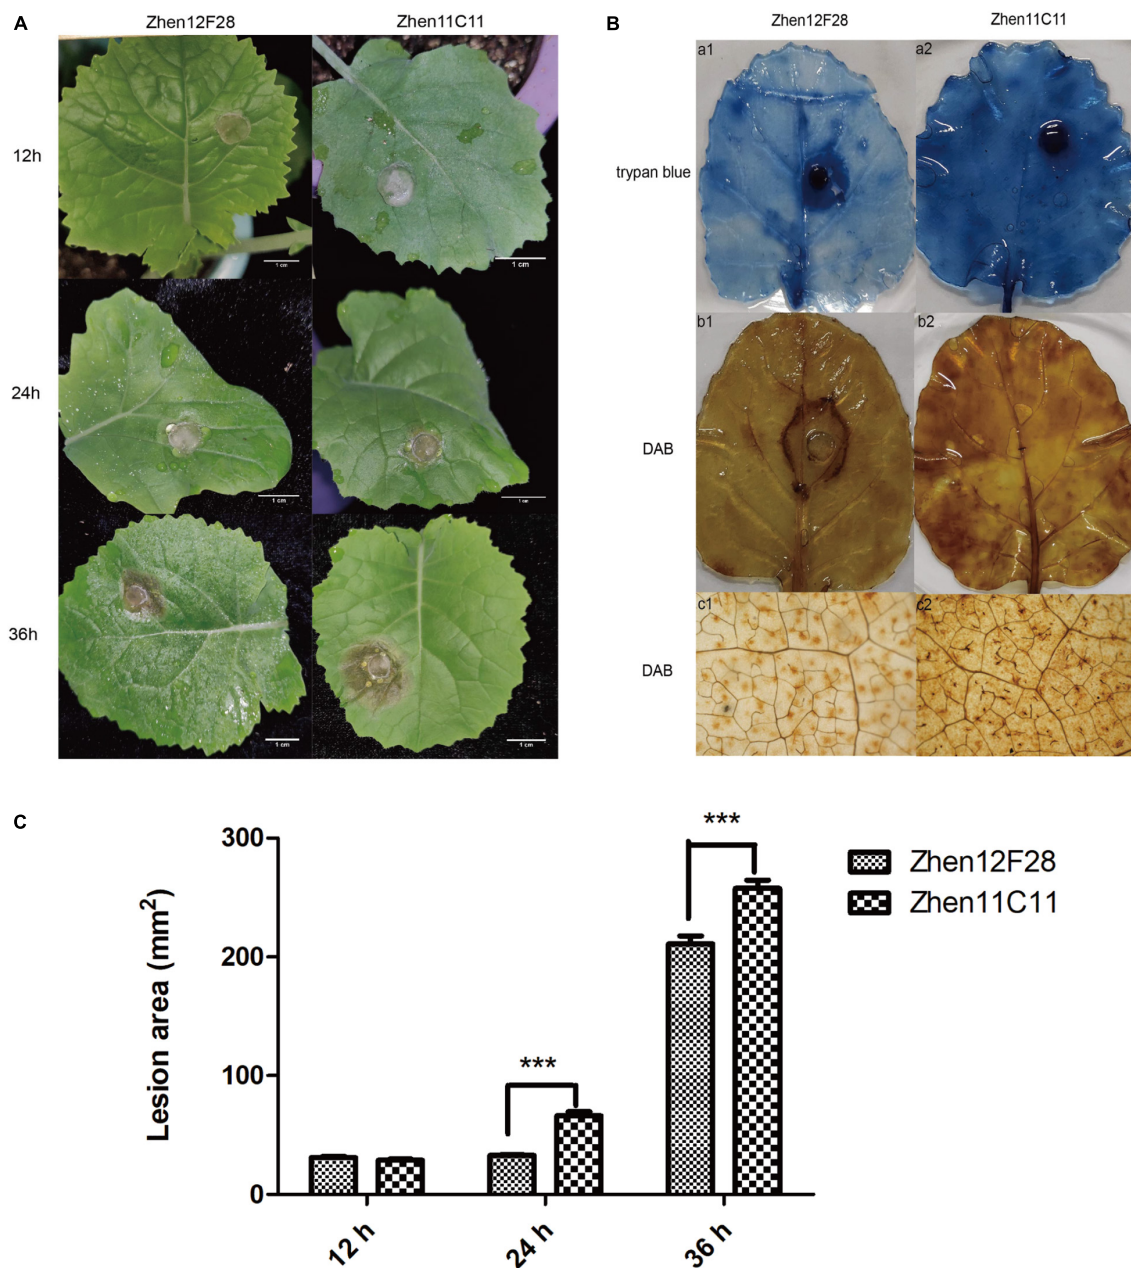 A
Zhen12F28
Zhen11C11
12h
1 cm
1 cm
24h
1 cm
1 cm
36h
1 cm
1 cm
B
Zhen12F28
Zhen11C11
trypan blue
a1
a2
DAB
b1
b2
DAB
c1
c2
C
Lesion area (mm²)
300
200
100
0
***
***
12 h
24 h
36 h
Zhen12F28
Zhen11C11